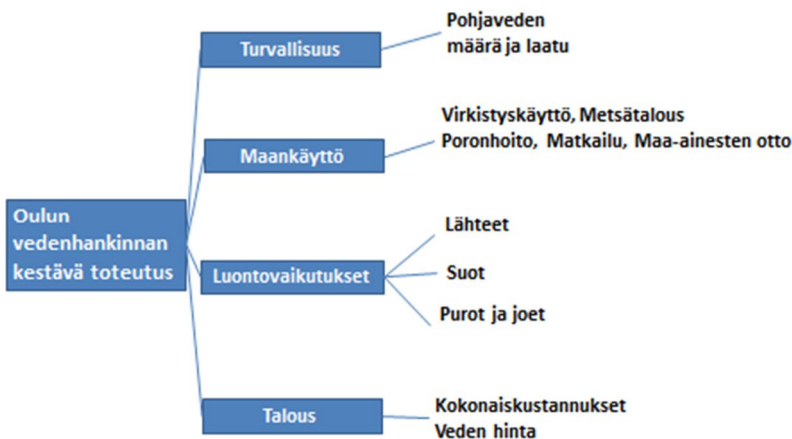 Oulun
vedenhankinnan
kestävä toteutus
Turvallisuus
Pohjaveden
määrä ja laatu
Maankäyttö
Virkistyskäyttö, Metsätalous
Poronhoito, Matkailu, Maa-ainesten otto
Luontovaikutukset
Lähteet
Suot
Purot ja joet
Talous
Kokonaiskustannukset
Veden hinta